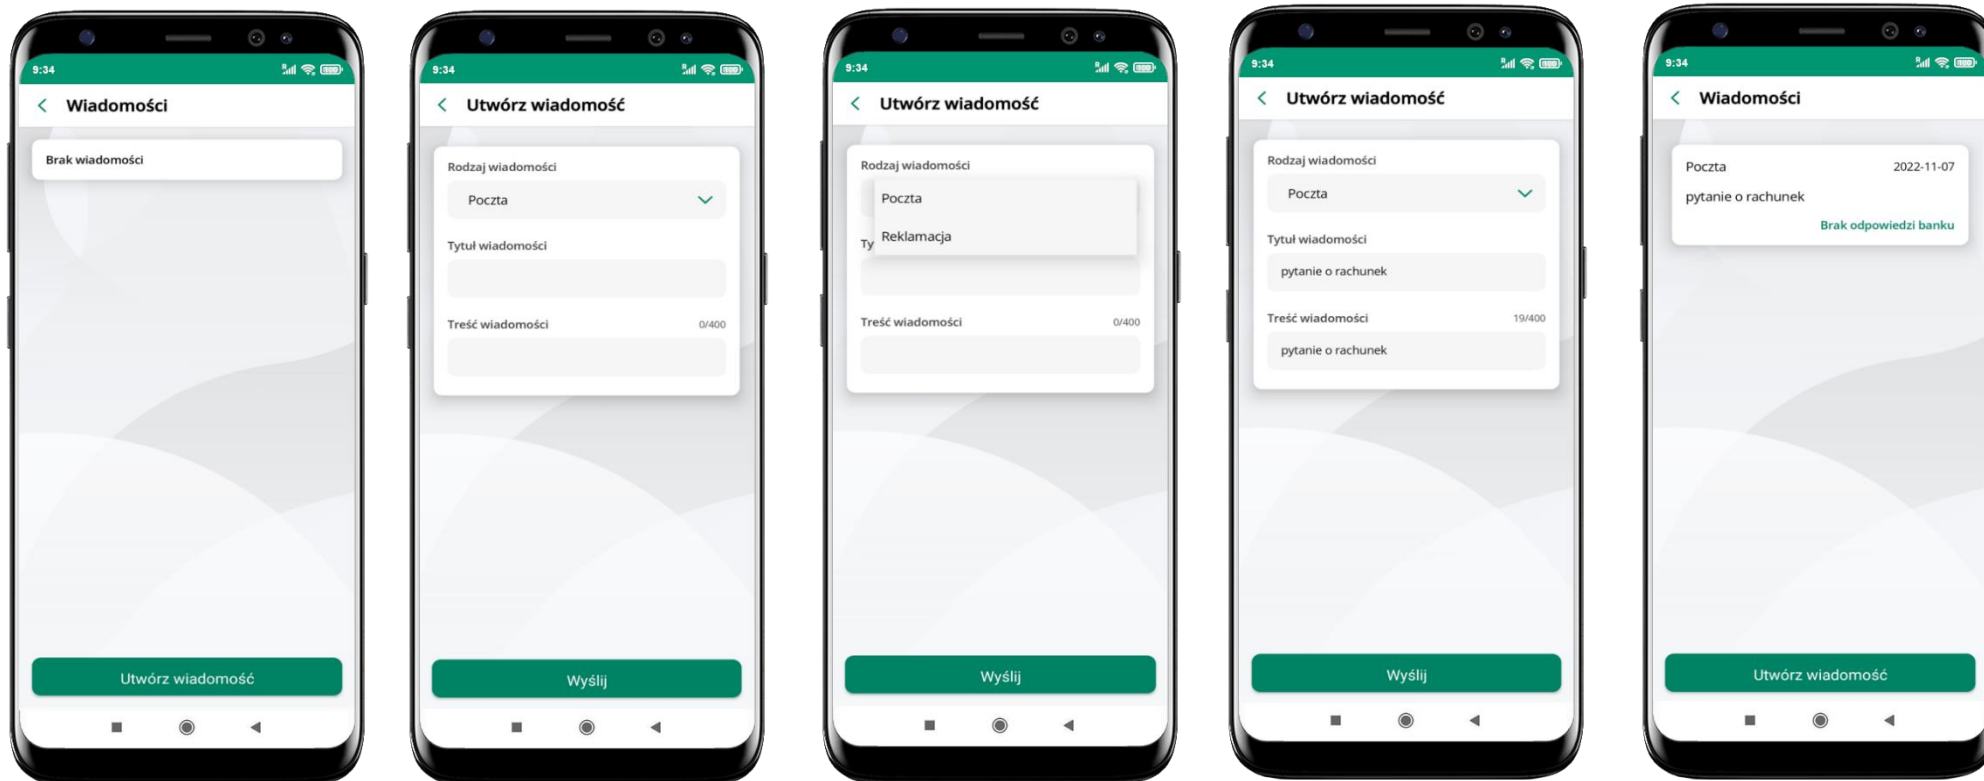 9:34
Wiadomości
Brak wiadomości
Utwórz wiadomość
9:34
Utwórz wiadomość
Rodzaj wiadomości
Poczta
Tytuł wiadomości
Treść wiadomości 0/400
Wyślij
9:34
Utwórz wiadomość
Rodzaj wiadomości
Poczta
Reklamacja
Ty
Treść wiadomości 0/400
Wyślij
9:34
Utwórz wiadomość
Rodzaj wiadomości
Poczta
Tytuł wiadomości
pytanie o rachunek
Treść wiadomości 19/400
pytanie o rachunek
Wyślij
9:34
Wiadomości
Poczta 2022-11-07
pytanie o rachunek
Brak odpowiedzi banku
Utwórz wiadomość